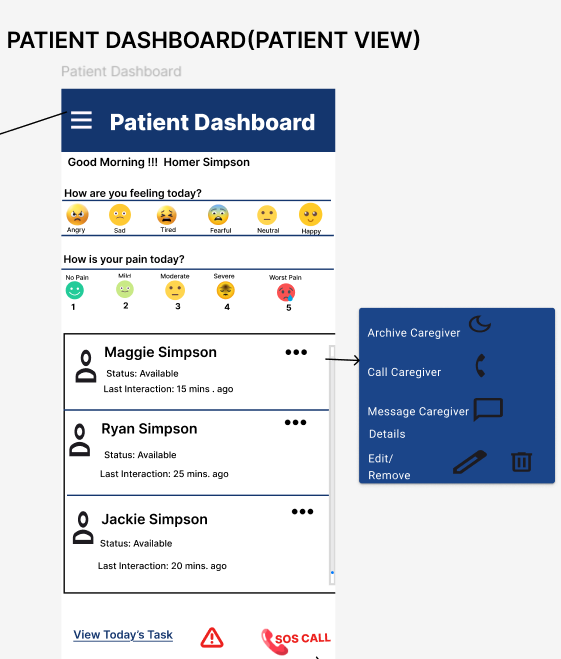 PATIENT DASHBOARD(PATIENT VIEW)
Patient Dashboard
Patient Dashboard
Good Morning !!! Homer Simpson
How are you feeling today?
Angry Sad Tired Fearful Neutral Happy
How is your pain today?
No Pain Mild Moderate Severe Worst Pain
1 2 3 4 5
Maggie Simpson
Status: Available
Last Interaction: 15 mins . ago
Ryan Simpson
Status: Available
Last Interaction: 25 mins. ago
Jackie Simpson
Status: Available
Last Interaction: 20 mins. ago
View Today's Task
SOS CALL
Archive Caregiver
Call Caregiver
Message Caregiver
Details
Edit/
Remove